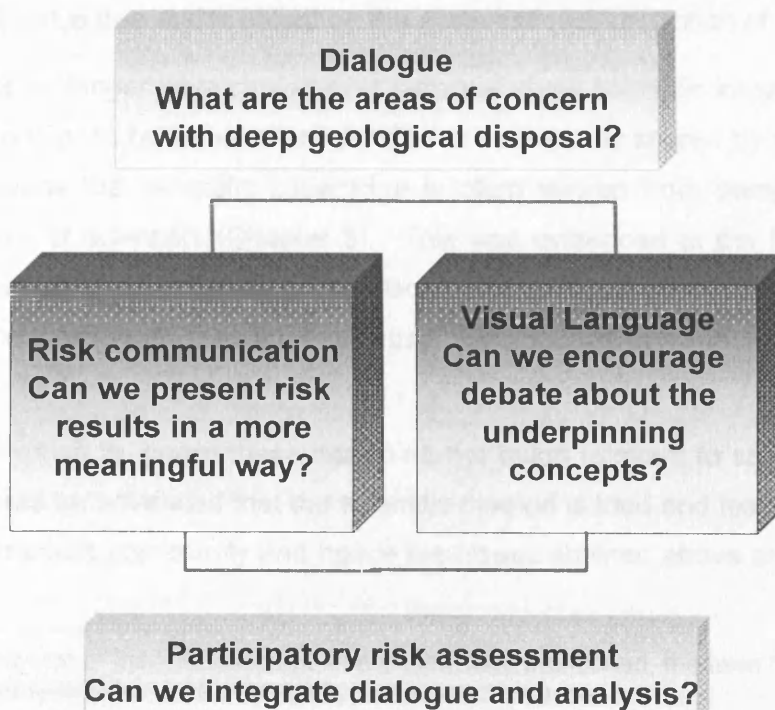 Dialogue
What are the areas of concern
with deep geological disposal?
Risk communication
Can we present risk
results in a more
meaningful way?
Visual Language
Can we encourage
debate about the
underpinning
concepts?
Participatory risk assessment
Can we integrate dialogue and analysis?